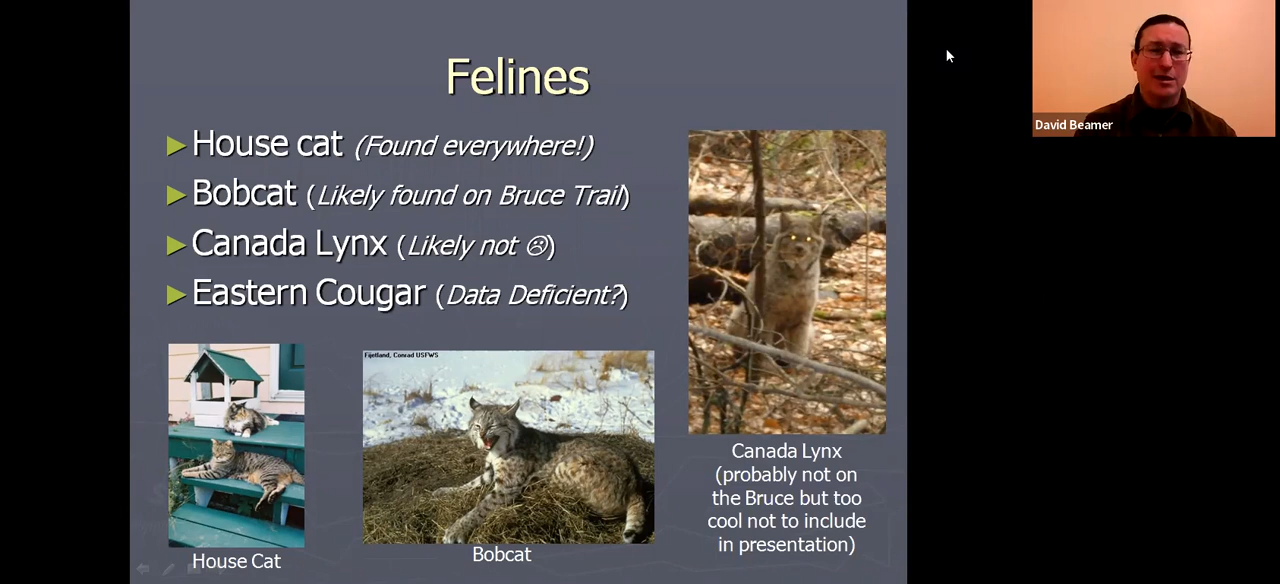 Felines
► House cat (Found everywhere!)
► Bobcat (Likely found on Bruce Trail)
► Canada Lynx (Likely not ☹)
► Eastern Cougar (Data Deficient?)
David Beamer
Fijetland, Conrad USFWS
House Cat
Bobcat
Canada Lynx
(probably not on
the Bruce but too
cool not to include
in presentation)